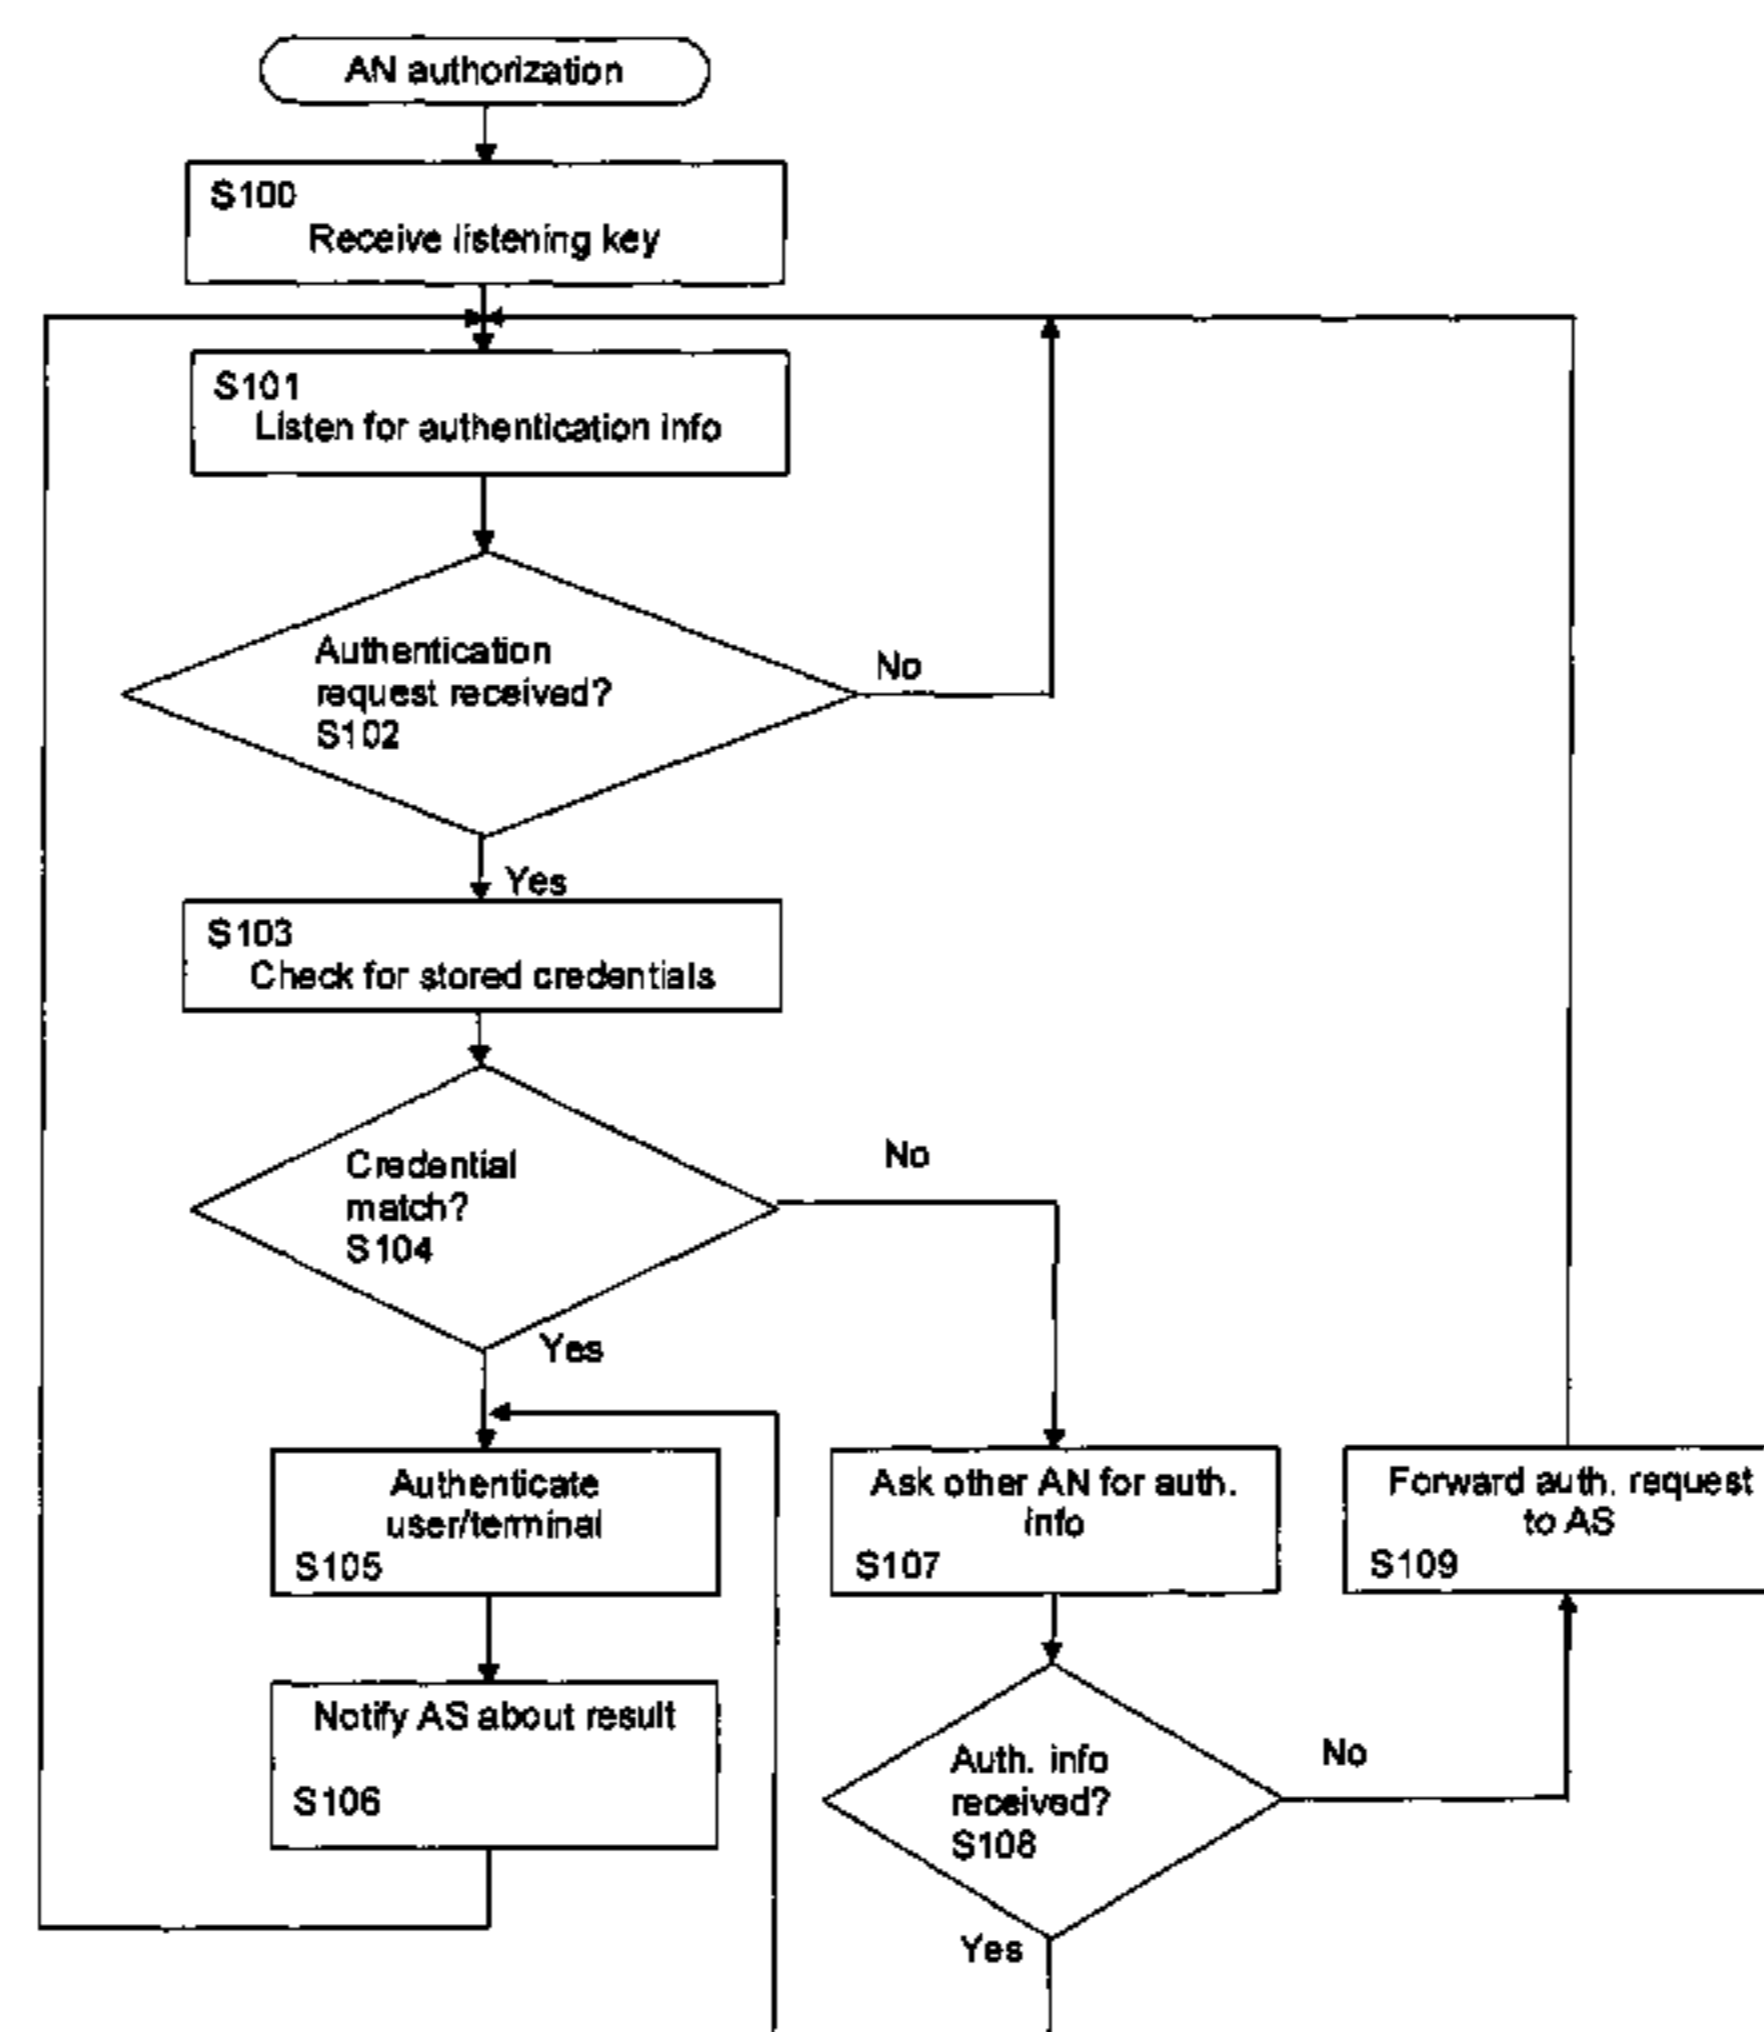 AN authorization
S100
Receive listening key
S101
Listen for authentication info
Authentication
request received?
S102
No
Yes
S103
Check for stored credentials
Credential
match?
S104
No
Yes
Authenticate
user/terminal
S105
Ask other AN for auth.
info
S107
Forward auth. request
to AS
S109
Notify AS about result
S106
Auth. info
received?
S108
No
Yes